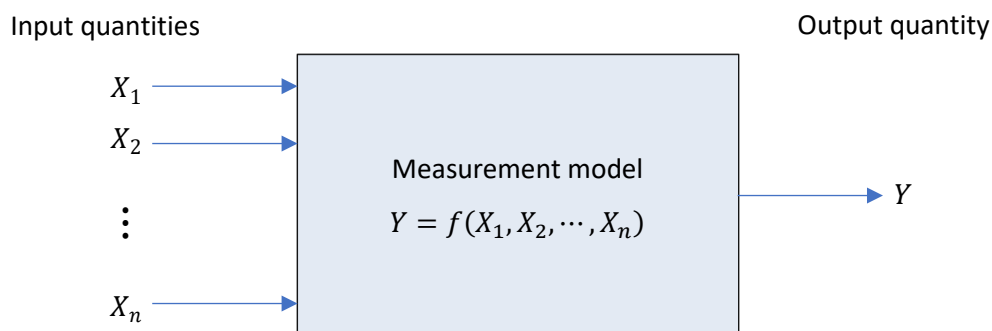 Input quantities
Output quantity
X₁
X₂
Measurement model
Y
Y = f(X₁, X₂, ⋯, Xₙ)
⋮
Xₙ